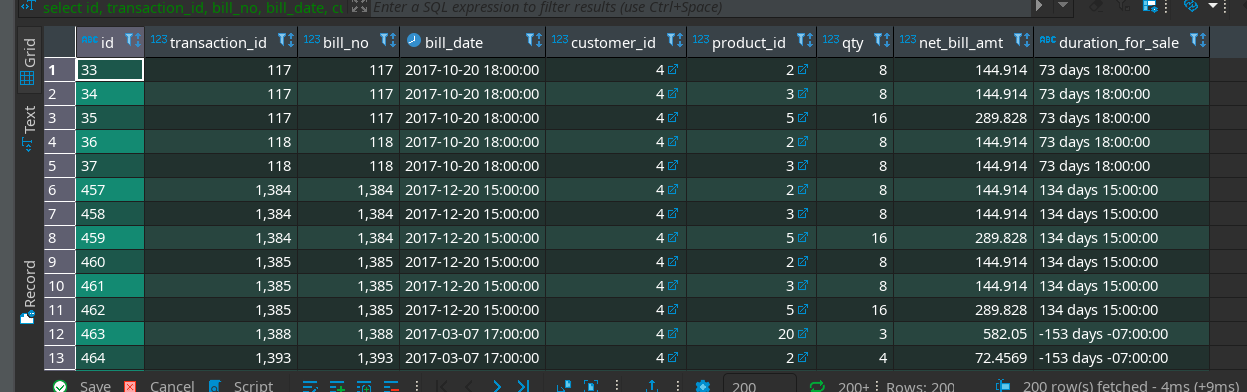 select id, transaction_id, bill_no, bill_date, cu Enter a SQL expression to filter results (use Ctrl+Space)
Grid
Text
Record
ABC id 123 transaction_id 123 bill_no bill_date 123 customer_id 123 product_id 123 qty 123 net_bill_amt ABC duration_for_sale
1 33 117 117 2017-10-20 18:00:00 4 2 8 144.914 73 days 18:00:00
2 34 117 117 2017-10-20 18:00:00 4 3 8 144.914 73 days 18:00:00
3 35 117 117 2017-10-20 18:00:00 4 5 16 289.828 73 days 18:00:00
4 36 118 118 2017-10-20 18:00:00 4 2 8 144.914 73 days 18:00:00
5 37 118 118 2017-10-20 18:00:00 4 3 8 144.914 73 days 18:00:00
6 457 1,384 1,384 2017-12-20 15:00:00 4 2 8 144.914 134 days 15:00:00
7 458 1,384 1,384 2017-12-20 15:00:00 4 3 8 144.914 134 days 15:00:00
8 459 1,384 1,384 2017-12-20 15:00:00 4 5 16 289.828 134 days 15:00:00
9 460 1,385 1,385 2017-12-20 15:00:00 4 2 8 144.914 134 days 15:00:00
10 461 1,385 1,385 2017-12-20 15:00:00 4 3 8 144.914 134 days 15:00:00
11 462 1,385 1,385 2017-12-20 15:00:00 4 5 16 289.828 134 days 15:00:00
12 463 1,388 1,388 2017-03-07 17:00:00 4 20 3 582.05 -153 days -07:00:00
13 464 1,393 1,393 2017-03-07 17:00:00 4 2 4 72.4569 -153 days -07:00:00
Save Cancel Script 200 200+ Rows: 200 200 row(s) fetched - 4ms (+9ms)